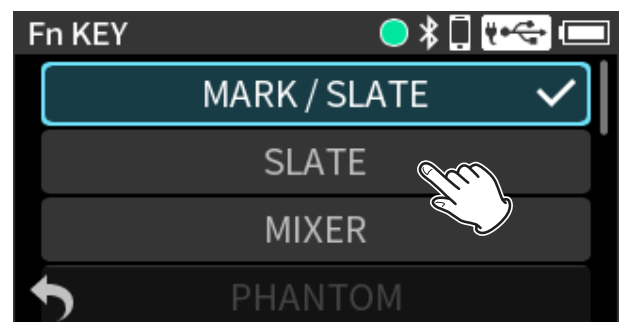 Fn KEY
MARK / SLATE
SLATE
MIXER
PHANTOM